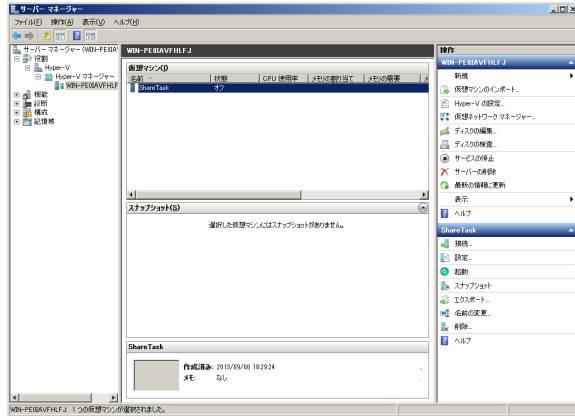 サーバー マネージャー
ファイル(F) 操作(A) 表示(V) ヘルプ(H)
サーバー マネージャー (WIN-PE0IAV
役割
Hyper-V
Hyper-V マネージャー
WIN-PE0IAVFHLF
機能
診断
構成
記憶域
WIN-PE0IAVFHLFJ
仮想マシン(I)
名前 状態 CPU 使用率 メモリの割り当て メモリの需要
ShareTask オフ
スナップショット(S)
選択した仮想マシンにはスナップショットがありません。
ShareTask
作成済み: 2013/09/06 18:29:24
メモ: なし
操作
WIN-PE0IAVFHLFJ
新規
仮想マシンのインポート...
Hyper-V の設定...
仮想ネットワーク マネージャー...
ディスクの編集...
ディスクの検査...
サービスの停止
サーバーの削除
最新の情報に更新
表示
ヘルプ
ShareTask
接続...
設定...
起動
スナップショット
エクスポート...
名前の変更...
削除...
ヘルプ
WIN-PE0IAVFHLFJ 1 つの仮想マシンが選択されました。